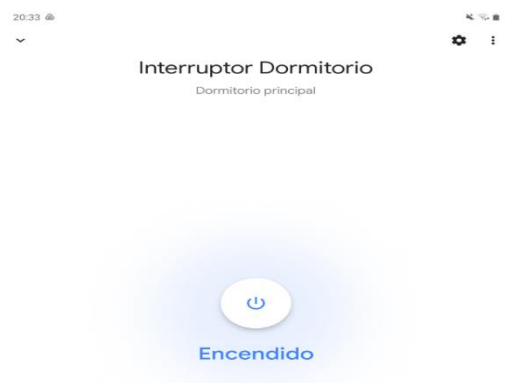 20:33
Interruptor Dormitorio
Dormitorio principal
Encendido